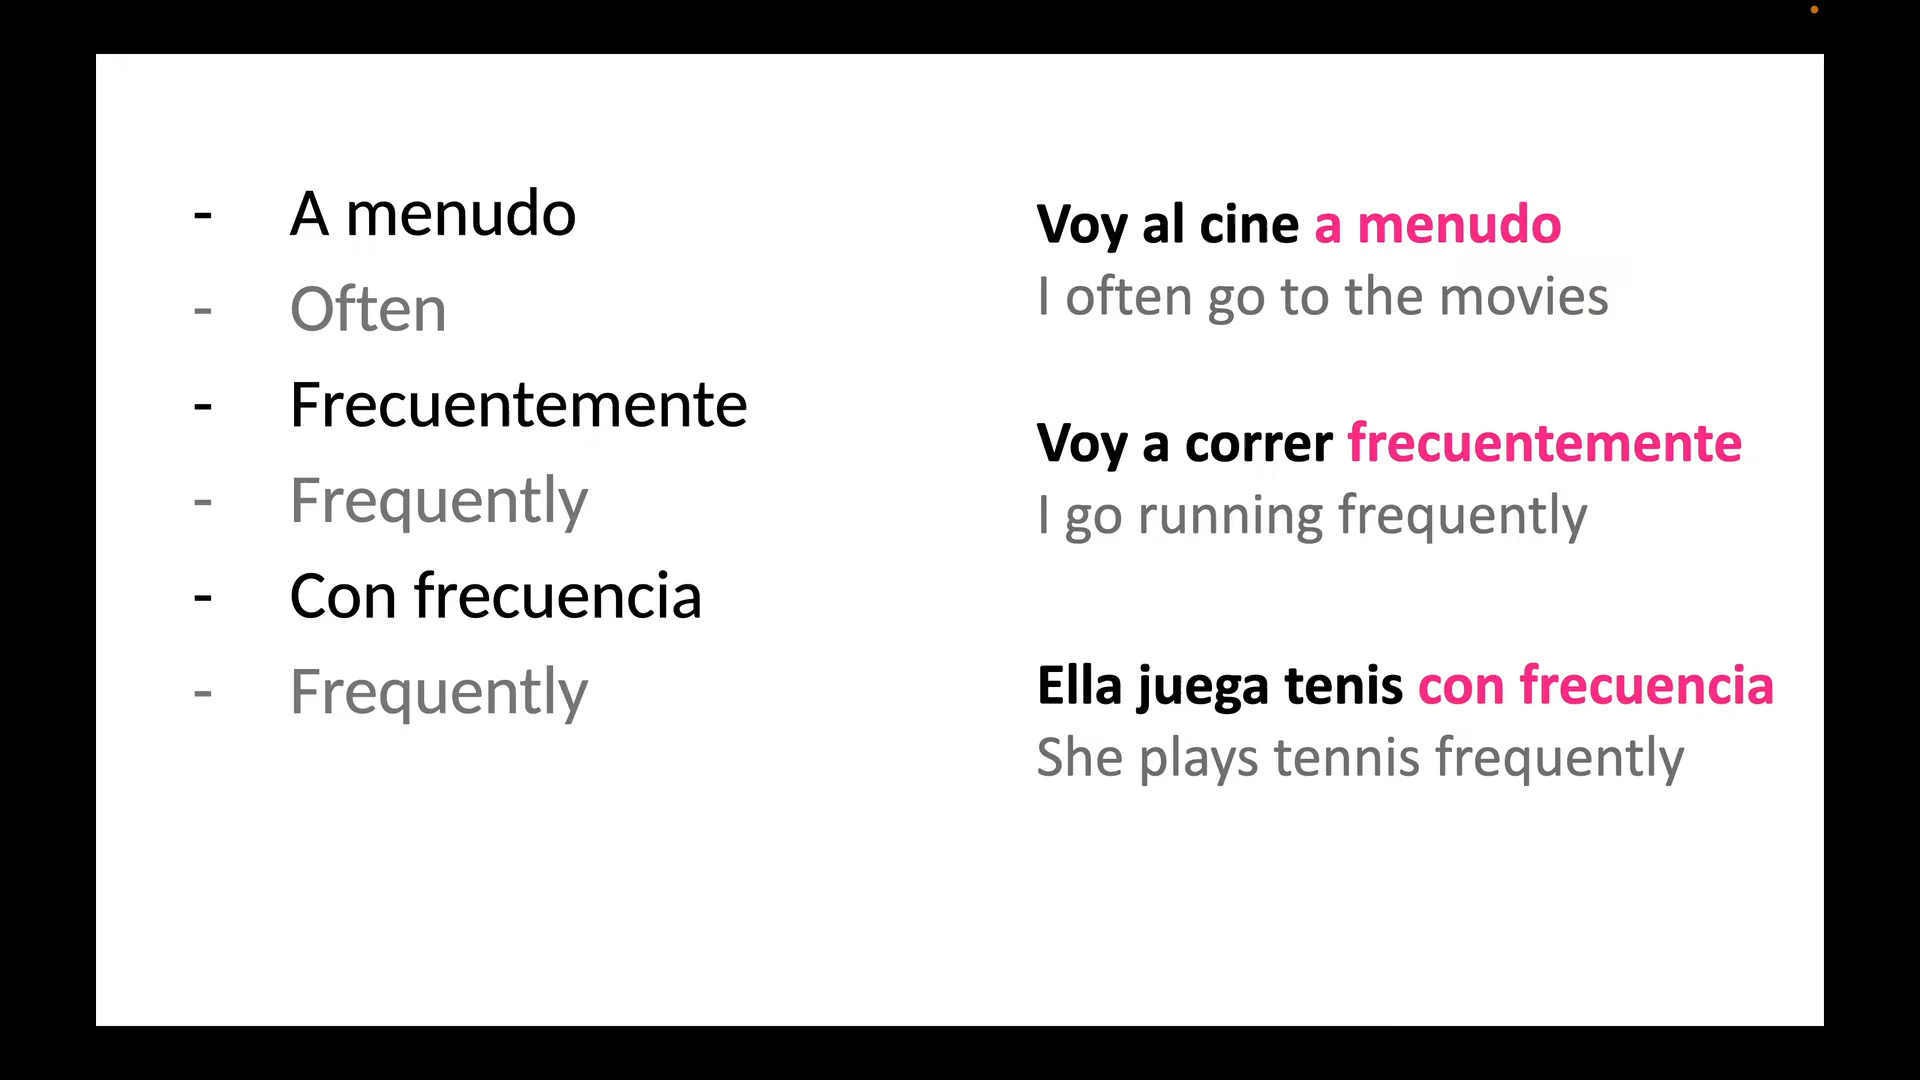 - A menudo
- Often
- Frecuentemente
- Frequently
- Con frecuencia
- Frequently
Voy al cine a menudo
I often go to the movies
Voy a correr frecuentemente
I go running frequently
Ella juega tenis con frecuencia
She plays tennis frequently